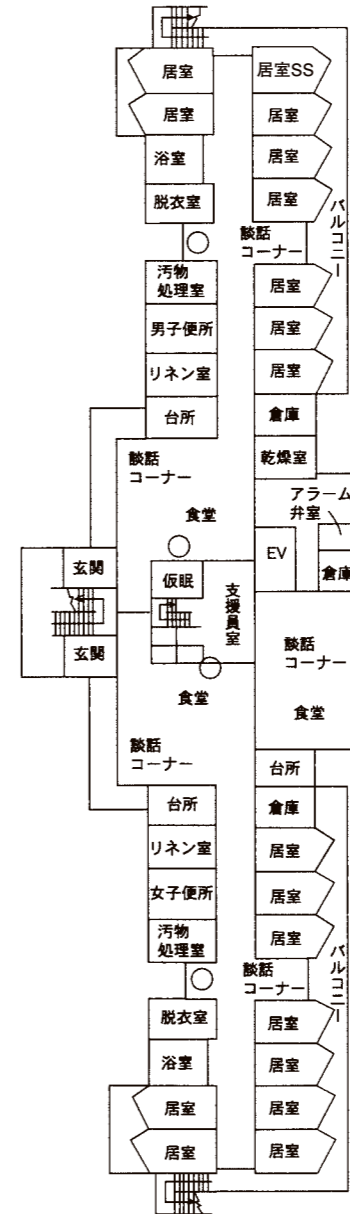 居室
居室SS
居室
居室
浴室
居室
脱衣室
居室
バルコニー
談話
コーナー
汚物
処理室
居室
男子便所
居室
リネン室
居室
台所
倉庫
談話
コーナー
乾燥室
食堂
アラーム
弁室
玄関
仮眠
支援員室
EV
倉庫
玄関
談話
コーナー
食堂
食堂
談話
コーナー
台所
台所
倉庫
リネン室
居室
女子便所
居室
汚物
処理室
居室
談話
コーナー
バルコニー
脱衣室
居室
浴室
居室
居室
居室
居室
居室